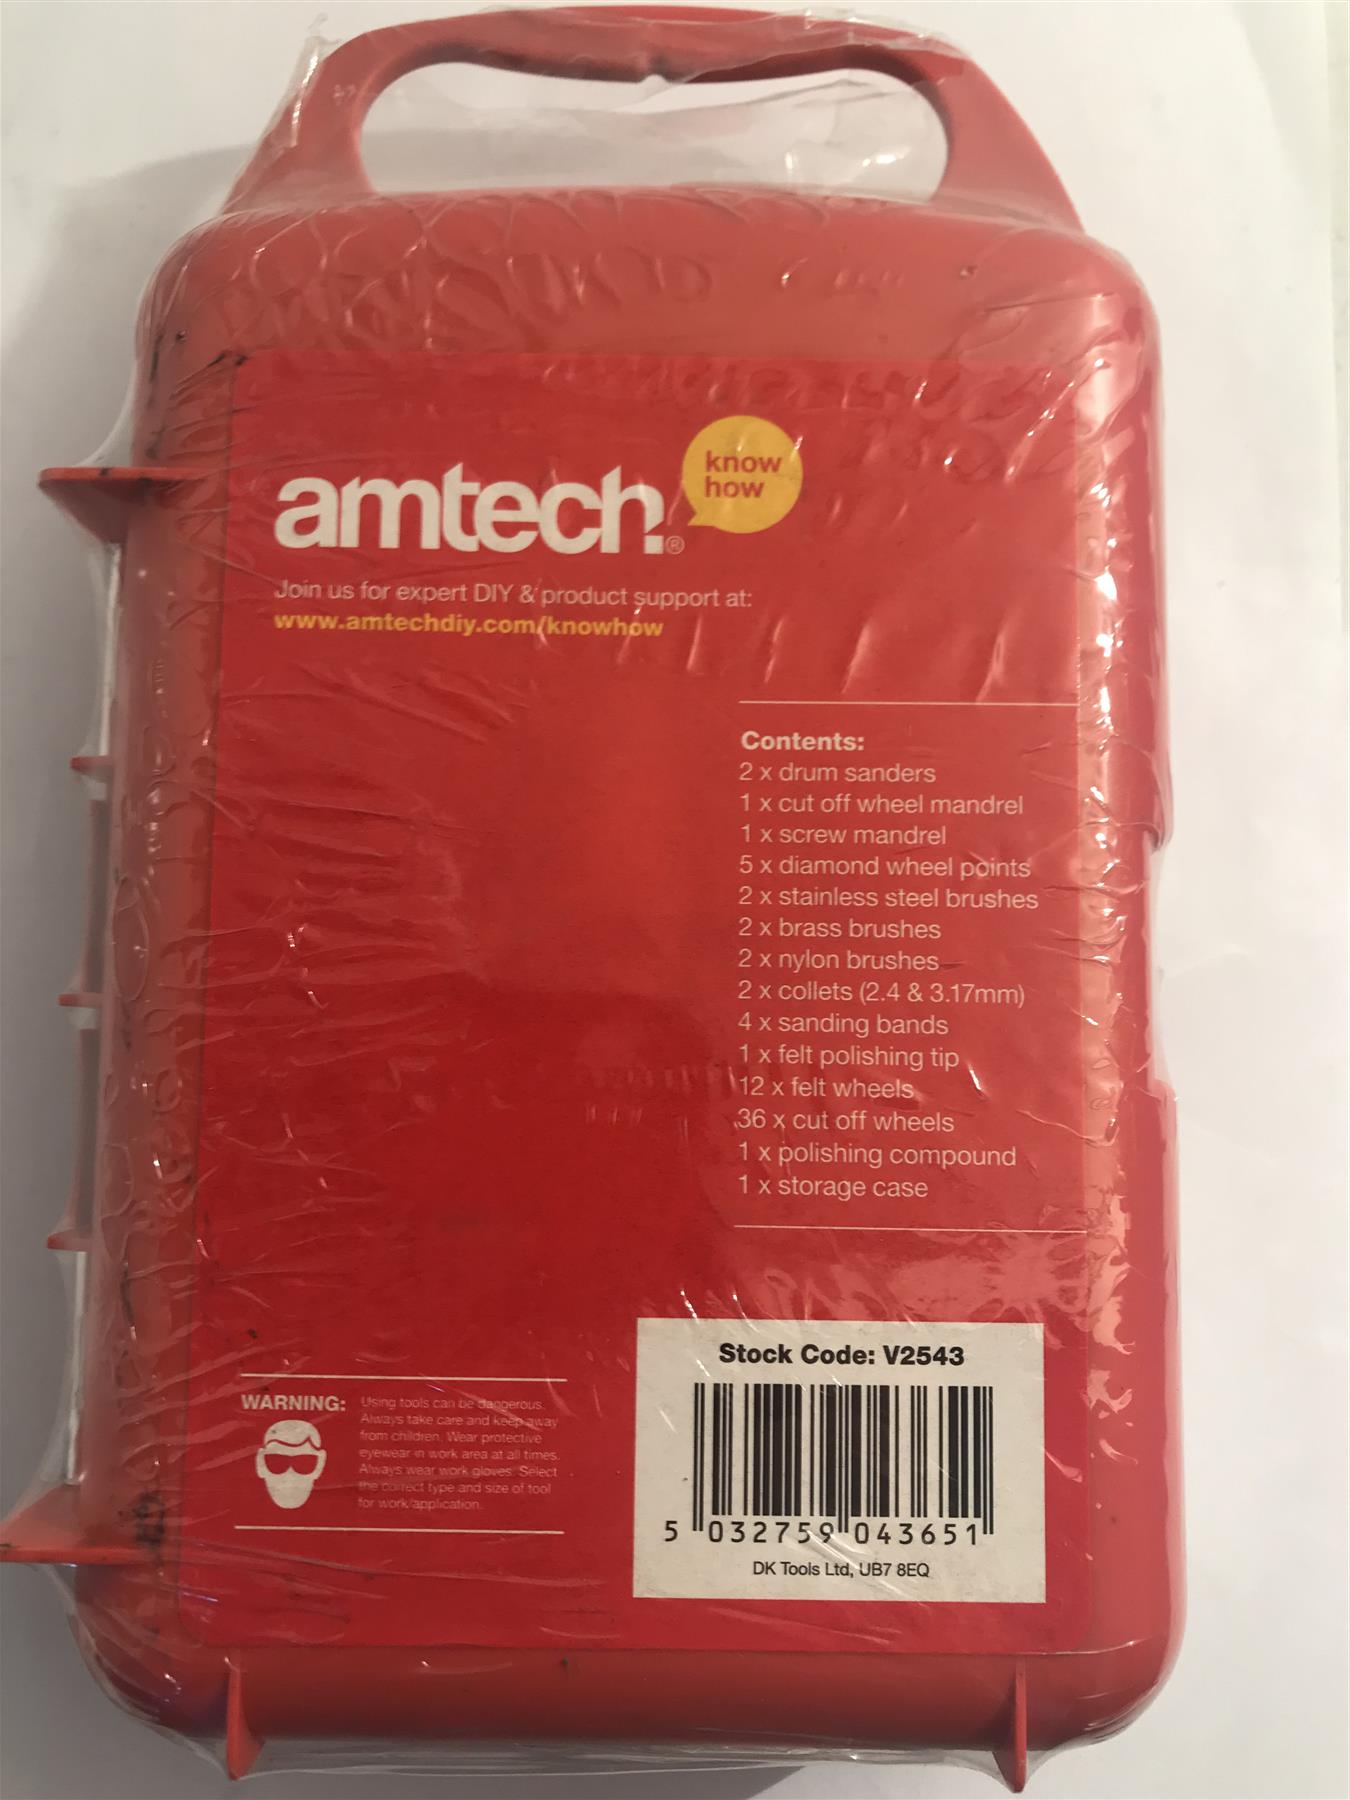 amtech.®
know
how
Join us for expert DIY & product support at:
www.amtechdiy.com/knowhow
Contents:
2 x drum sanders
1 x cut off wheel mandrel
1 x screw mandrel
5 x diamond wheel points
2 x stainless steel brushes
2 x brass brushes
2 x nylon brushes
2 x collets (2.4 & 3.17mm)
4 x sanding bands
1 x felt polishing tip
12 x felt wheels
36 x cut off wheels
1 x polishing compound
1 x storage case
WARNING:
Using tools can be dangerous.
Always take care and keep away
from children. Wear protective
eyewear in work area at all times.
Always wear work gloves. Select
the correct type and size of tool
for work/application.
Stock Code: V2543
5 032759 043651
DK Tools Ltd, UB7 8EQ